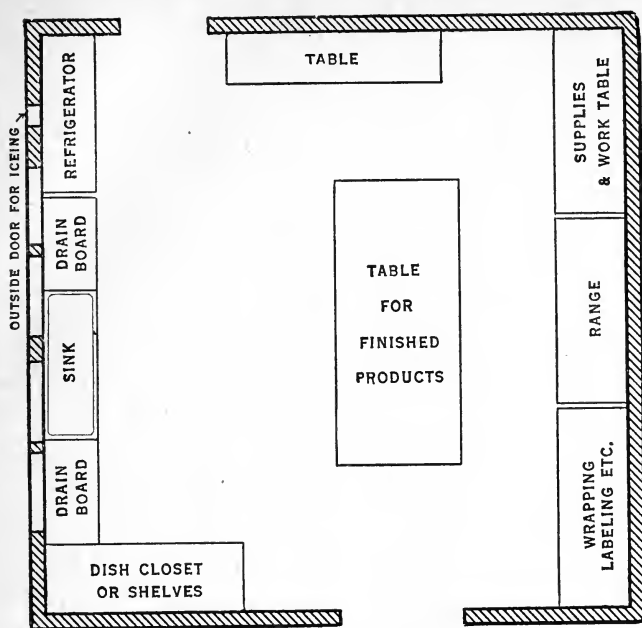 OUTSIDE DOOR FOR ICEING
REFRIGERATOR
DRAIN
BOARD
SINK
DRAIN
BOARD
DISH CLOSET
OR SHELVES
TABLE
TABLE
FOR
FINISHED
PRODUCTS
SUPPLIES
& WORK TABLE
RANGE
WRAPPING
LABELING ETC.